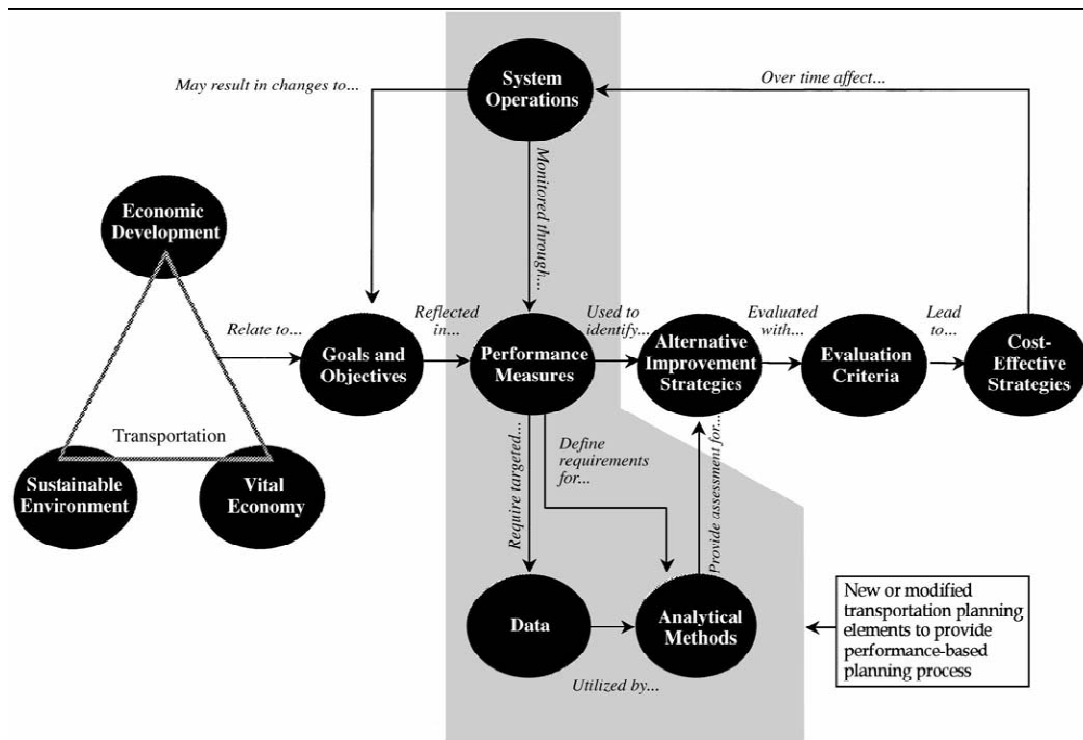 System
Operations
May result in changes to...
Over time affect...
Monitored through...
Economic
Development
Relate to...
Goals and
Objectives
Reflected
in...
Performance
Measures
Used to
identify...
Alternative
Improvement
Strategies
Evaluated
with...
Evaluation
Criteria
Lead
to...
Cost-
Effective
Strategies
Transportation
Sustainable
Environment
Vital
Economy
Require targeted...
Define
requirements
for...
Provide assessment for...
Data
Analytical
Methods
Utilized by...
New or modified
transportation planning
elements to provide
performance-based
planning process